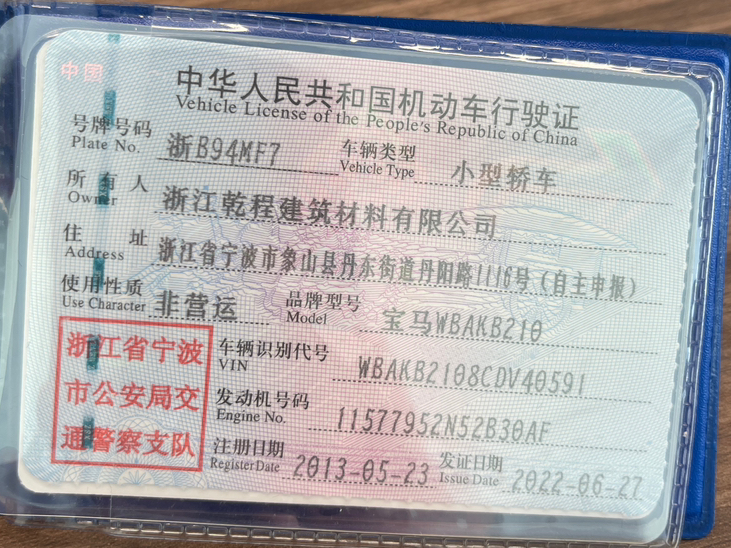 中国
中华人民共和国机动车行驶证
Vehicle License of the People's Republic of China
号牌号码 浙B94MF7 车辆类型 小型轿车
Plate No. Vehicle Type
所有人 浙江乾程建筑材料有限公司
Owner
住址 浙江省宁波市象山县丹东街道丹阳路1116号（自主申报）
Address
使用性质 非营运 品牌型号 宝马WBAKB210
Use Character Model
浙江省宁波
市公安局交
通警察支队
车辆识别代号 WBAKB2108CDV40591
VIN
发动机号码 11577952N52B30AF
Engine No.
注册日期 2013-05-23 发证日期 2022-06-27
Register Date Issue Date